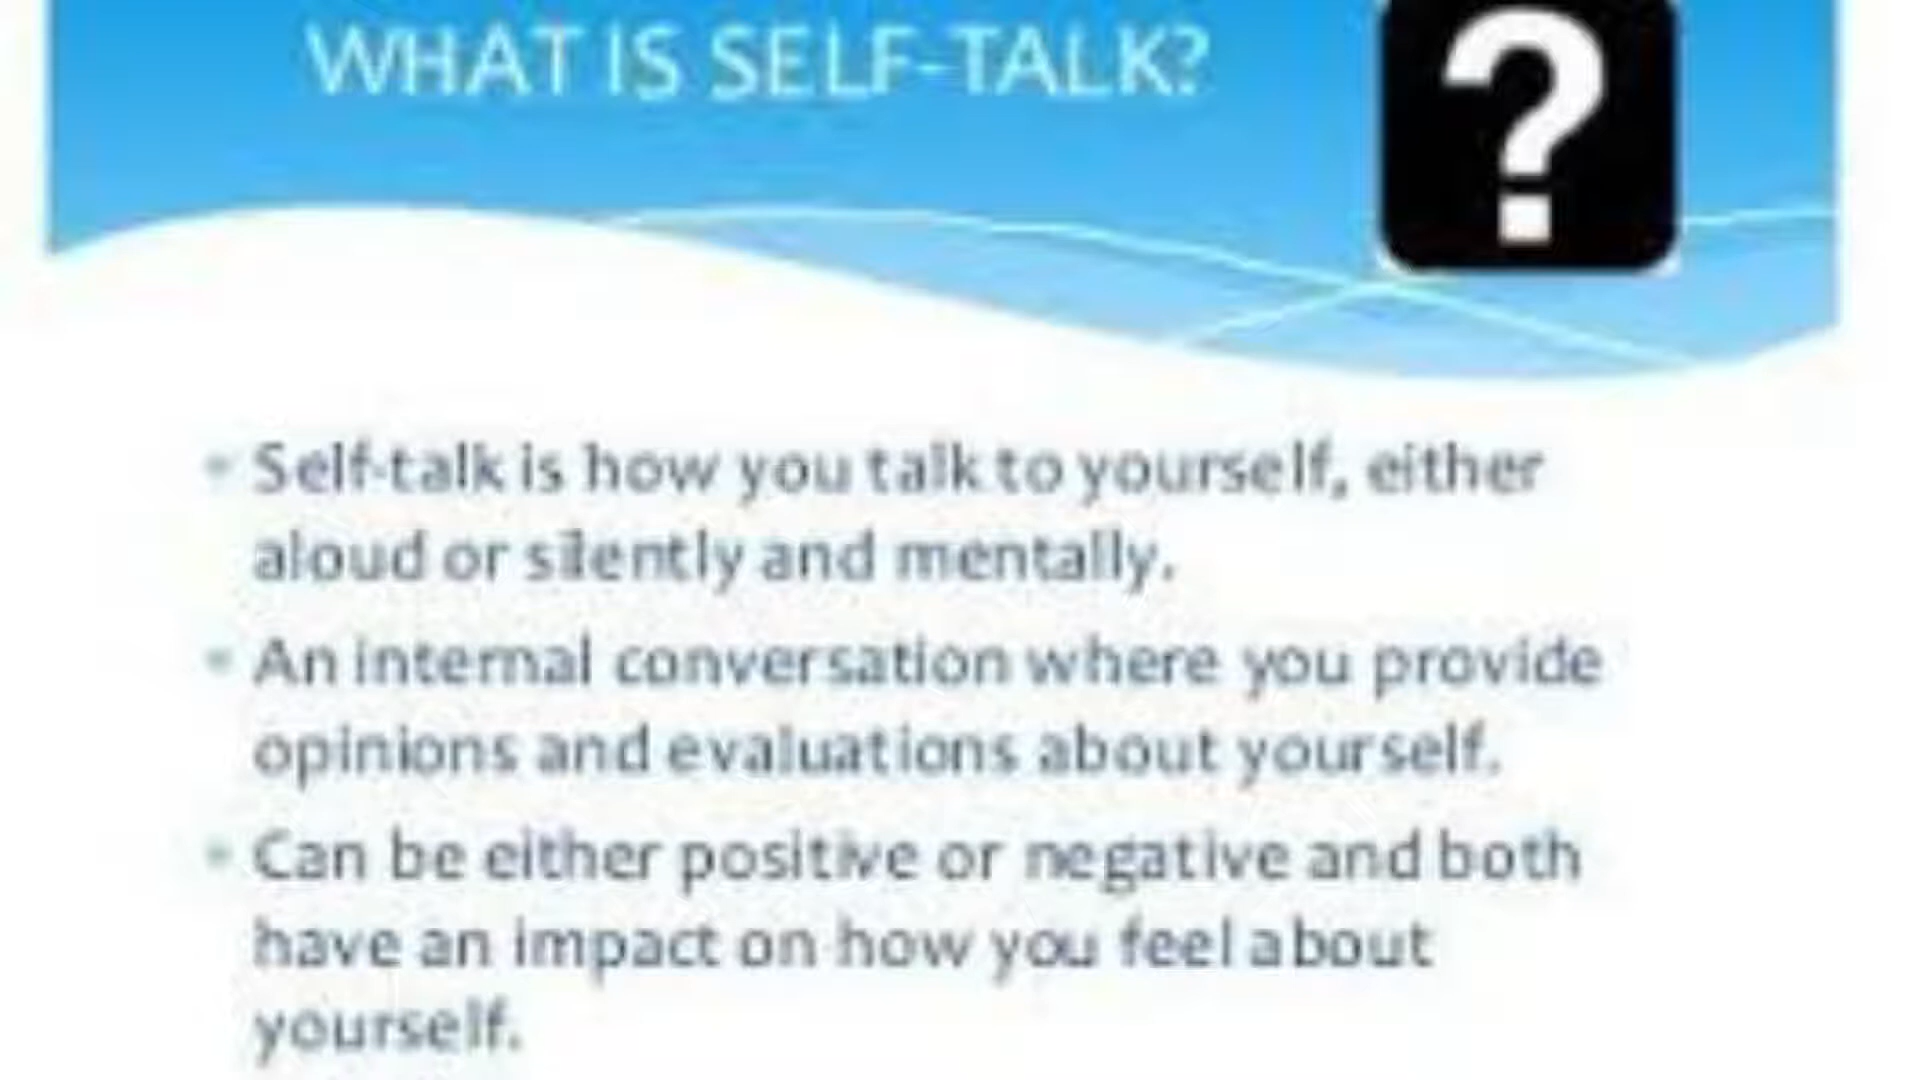 WHAT IS SELF-TALK?
?
Self-talk is how you talk to yourself, either
aloud or silently and mentally.
An internal conversation where you provide
opinions and evaluations about yourself.
Can be either positive or negative and both
have an impact on how you feel about
yourself.